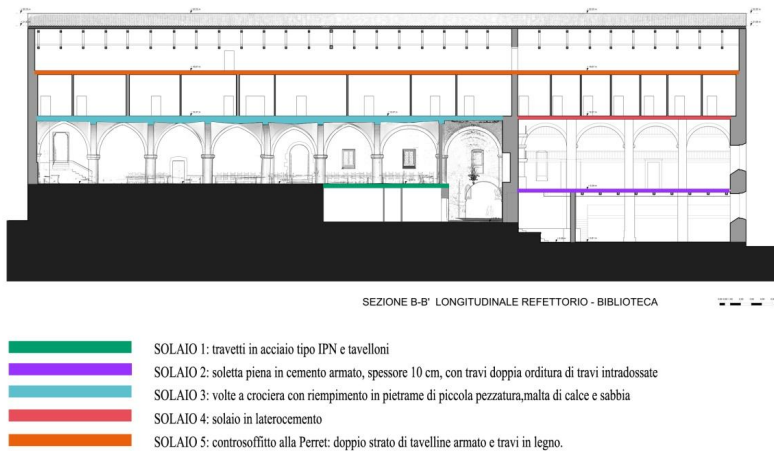 SEZIONE B-B' LONGITUDINALE REFETTORIO - BIBLIOTECA
SOLAIO 1: travetti in acciaio tipo IPN e tavelloni
SOLAIO 2: soletta piena in cemento armato, spessore 10 cm, con travi doppia orditura di travi intradossate
SOLAIO 3: volte a crociera con riempimento in pietrame di piccola pezzatura,malta di calce e sabbia
SOLAIO 4: solaio in laterocemento
SOLAIO 5: controsoffitto alla Perret: doppio strato di tavelline armato e travi in legno.